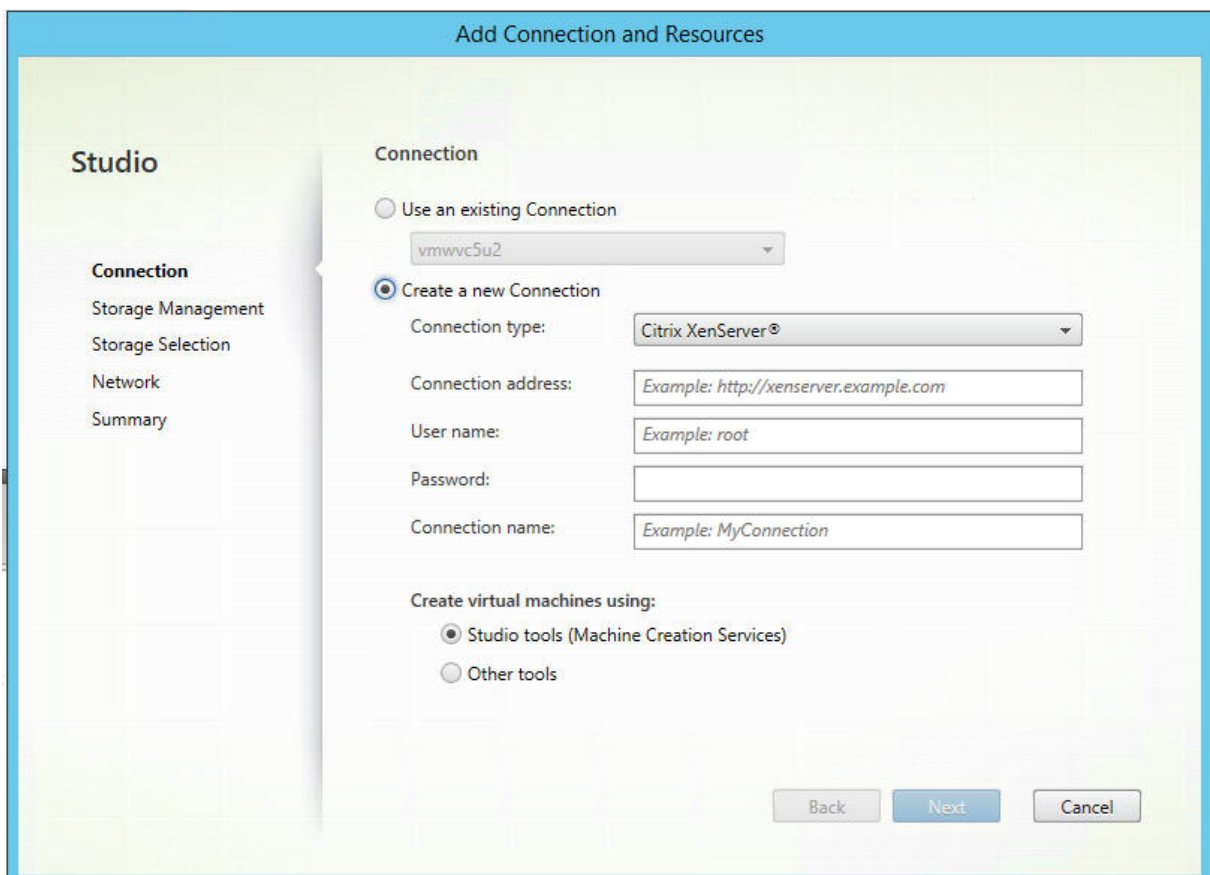 Add Connection and Resources
Studio
Connection
Storage Management
Storage Selection
Network
Summary
Connection
Use an existing Connection
vmwvc5u2
Create a new Connection
Connection type:
Citrix XenServer®
Connection address:
Example: http://xenserver.example.com
User name:
Example: root
Password:
Connection name:
Example: MyConnection
Create virtual machines using:
Studio tools (Machine Creation Services)
Other tools
Back
Next
Cancel